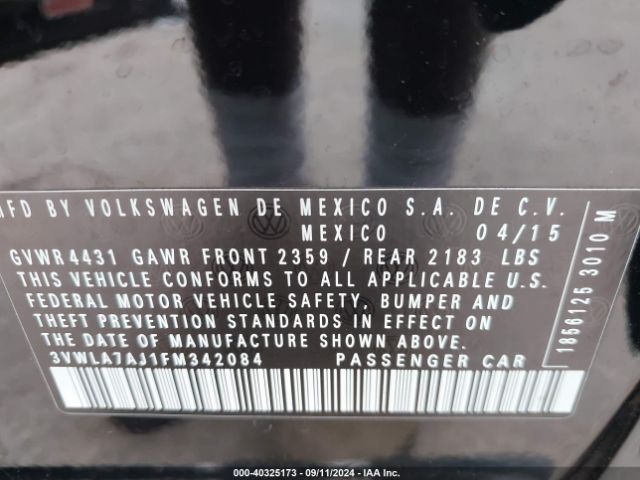 MFD BY VOLKSWAGEN DE MEXICO S.A. DE C.V.
MEXICO 04/15
GVWR4431 GAWR FRONT 2359 / REAR 2183 LBS
THIS VEHICLE CONFORMS TO ALL APPLICABLE U.S.
FEDERAL MOTOR VEHICLE SAFETY, BUMPER AND
THEFT PREVENTION STANDARDS IN EFFECT ON
THE DATE OF MANUFACTURE SHOWN ABOVE.
3VWLA7AJ1FM342084 PASSENGER CAR
1856125 3010 M
000-40325173 - 09/11/2024 - IAA Inc.